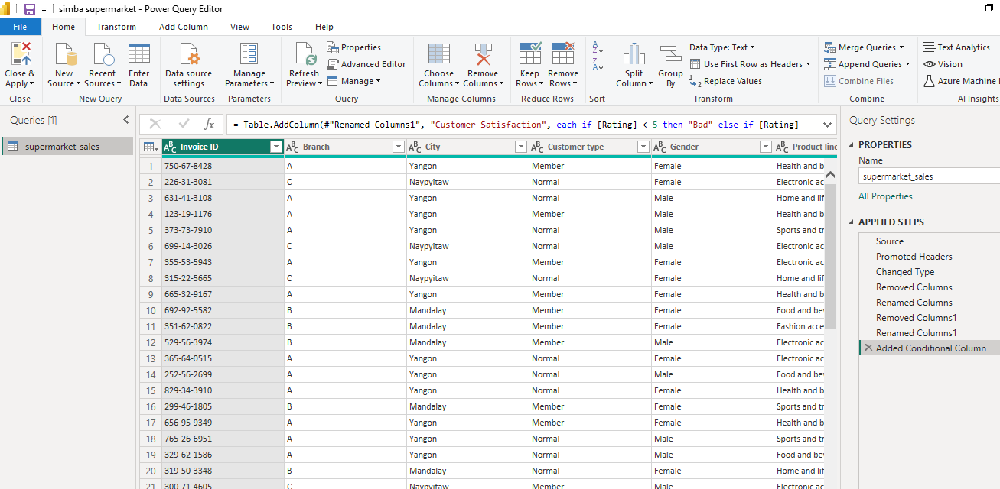 simba supermarket - Power Query Editor
File Home Transform Add Column View Tools Help
Close & Apply
Close
New Source
Recent Sources
Enter Data
New Query
Data source settings
Data Sources
Manage Parameters
Parameters
Refresh Preview
Properties
Advanced Editor
Manage
Query
Choose Columns
Remove Columns
Manage Columns
Keep Rows
Remove Rows
Reduce Rows
Sort
Split Column
Group By
Data Type: Text
Use First Row as Headers
Replace Values
Transform
Merge Queries
Append Queries
Combine Files
Combine
Text Analytics
Vision
Azure Machine
AI Insights
Queries [1]
supermarket_sales
fx = Table.AddColumn(#"Renamed Columns1", "Customer Satisfaction", each if [Rating] < 5 then "Bad" else if [Rating]
Invoice ID Branch City Customer type Gender Product line
1 750-67-8428 A Yangon Member Female Health and b
2 226-31-3081 C Naypyitaw Normal Female Electronic ac
3 631-41-3108 A Yangon Normal Male Home and lif
4 123-19-1176 A Yangon Member Male Health and b
5 373-73-7910 A Yangon Normal Male Sports and tr
6 699-14-3026 C Naypyitaw Normal Male Electronic ac
7 355-53-5943 A Yangon Member Female Electronic ac
8 315-22-5665 C Naypyitaw Normal Female Home and lif
9 665-32-9167 A Yangon Member Female Health and b
10 692-92-5582 B Mandalay Member Female Food and be
11 351-62-0822 B Mandalay Member Female Fashion acce
12 529-56-3974 B Mandalay Member Male Electronic ac
13 365-64-0515 A Yangon Normal Female Electronic ac
14 252-56-2699 A Yangon Normal Male Food and be
15 829-34-3910 A Yangon Normal Female Health and b
16 299-46-1805 B Mandalay Member Female Sports and tr
17 656-95-9349 A Yangon Member Female Health and b
18 765-26-6951 A Yangon Normal Male Sports and tr
19 329-62-1586 A Yangon Normal Male Food and be
20 319-50-3348 B Mandalay Normal Female Home and lif
21 300-71-4605 C Naypyitaw Member Male Electronic ac
Query Settings
PROPERTIES
Name
supermarket_sales
All Properties
APPLIED STEPS
Source
Promoted Headers
Changed Type
Removed Columns
Renamed Columns
Removed Columns1
Renamed Columns1
Added Conditional Column